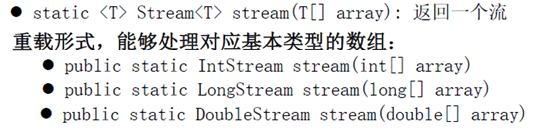 ● static <T> Stream<T> stream(T[] array): 返回一个流
重载形式，能够处理对应基本类型的数组：
● public static IntStream stream(int[] array)
● public static LongStream stream(long[] array)
● public static DoubleStream stream(double[] array)